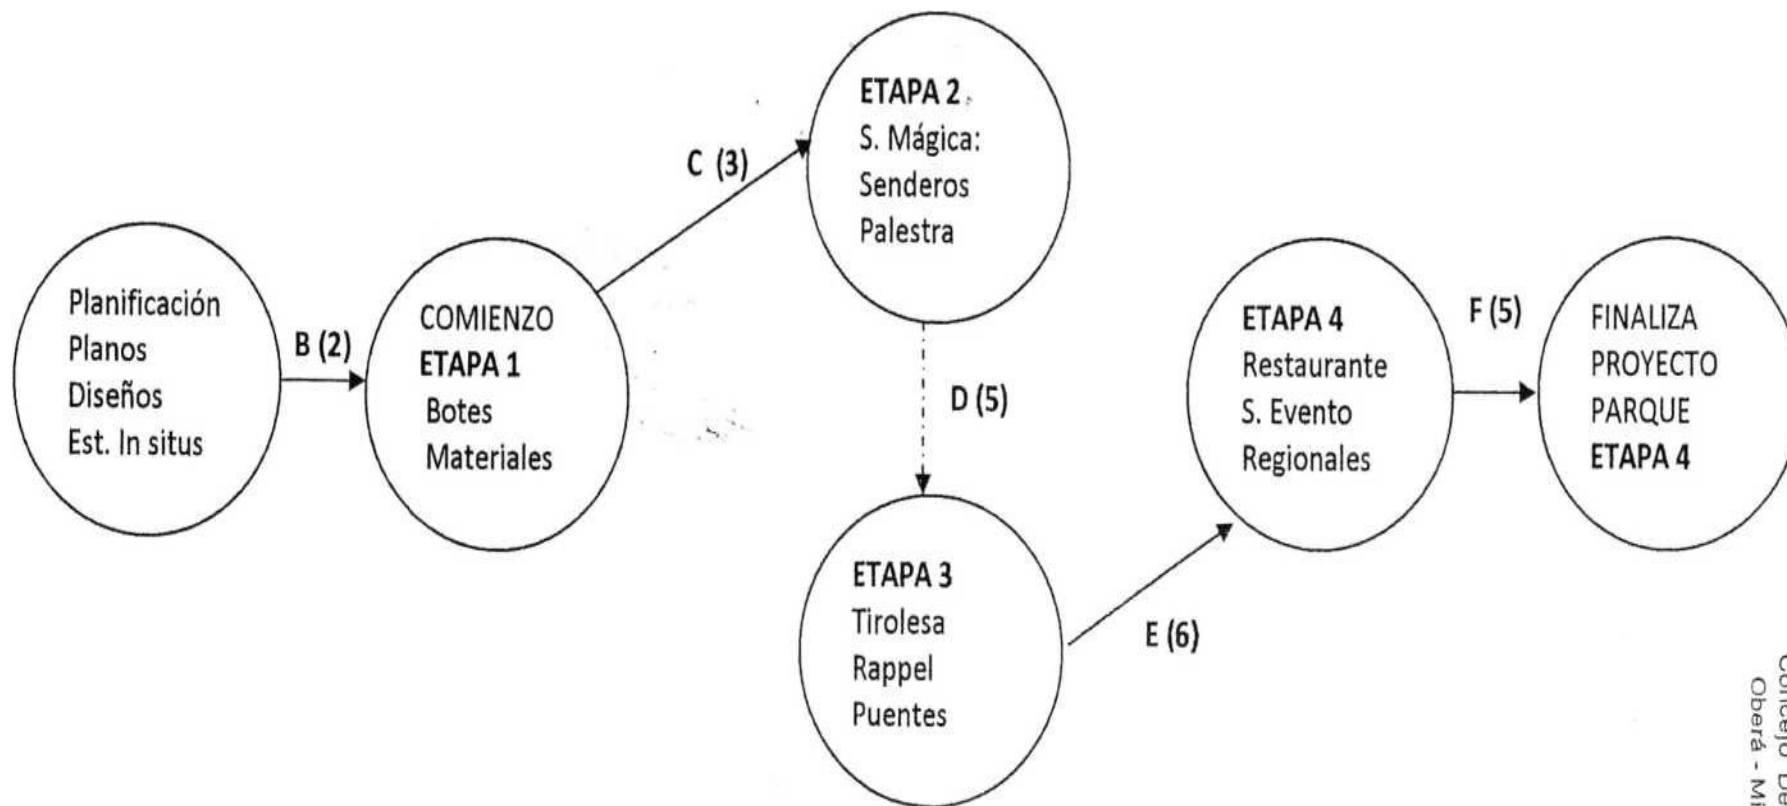 Planificación
Planos
Diseños
Est. In situs
B (2)
COMIENZO
ETAPA 1
Botes
Materiales
C (3)
ETAPA 2
S. Mágica:
Senderos
Palestra
D (5)
ETAPA 3
Tirolesa
Rappel
Puentes
E (6)
ETAPA 4
Restaurante
S. Evento
Regionales
F (5)
FINALIZA
PROYECTO
PARQUE
ETAPA 4
Concejo
Oberá -